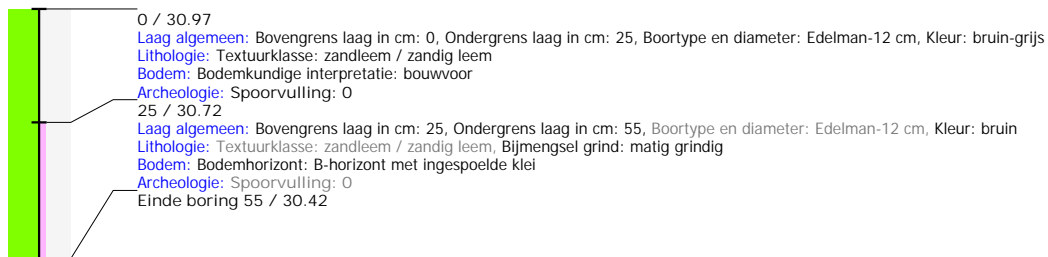 0 / 30.97
Laag algemeen: Bovengrens laag in cm: 0, Ondergrens laag in cm: 25, Boortype en diameter: Edelman-12 cm, Kleur: bruin-grijs
Lithologie: Textuurklasse: zandleem / zandig leem
Bodem: Bodemkundige interpretatie: bouwvoor
Archeologie: Spoorvulling: 0
25 / 30.72
Laag algemeen: Bovengrens laag in cm: 25, Ondergrens laag in cm: 55, Boortype en diameter: Edelman-12 cm, Kleur: bruin
Lithologie: Textuurklasse: zandleem / zandig leem, Bijmengsel grind: matig grindig
Bodem: Bodemhorizont: B-horizont met ingespoelde klei
Archeologie: Spoorvulling: 0
Einde boring 55 / 30.42